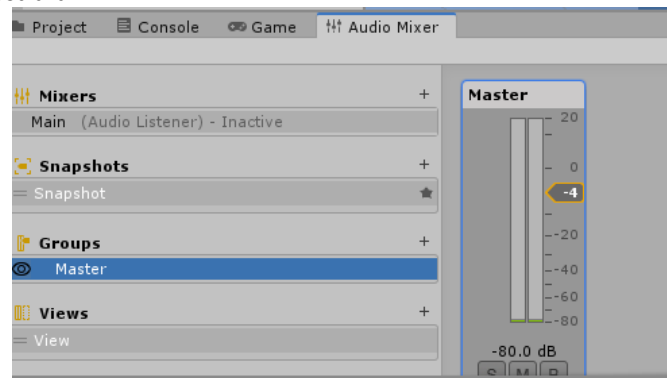 Project Console Game Audio Mixer
Mixers +
Main (Audio Listener) - Inactive
Snapshots +
Snapshot
Groups +
Master
Views +
View
Master
20
0
-4
-20
-40
-60
-80
-80.0 dB
S M B